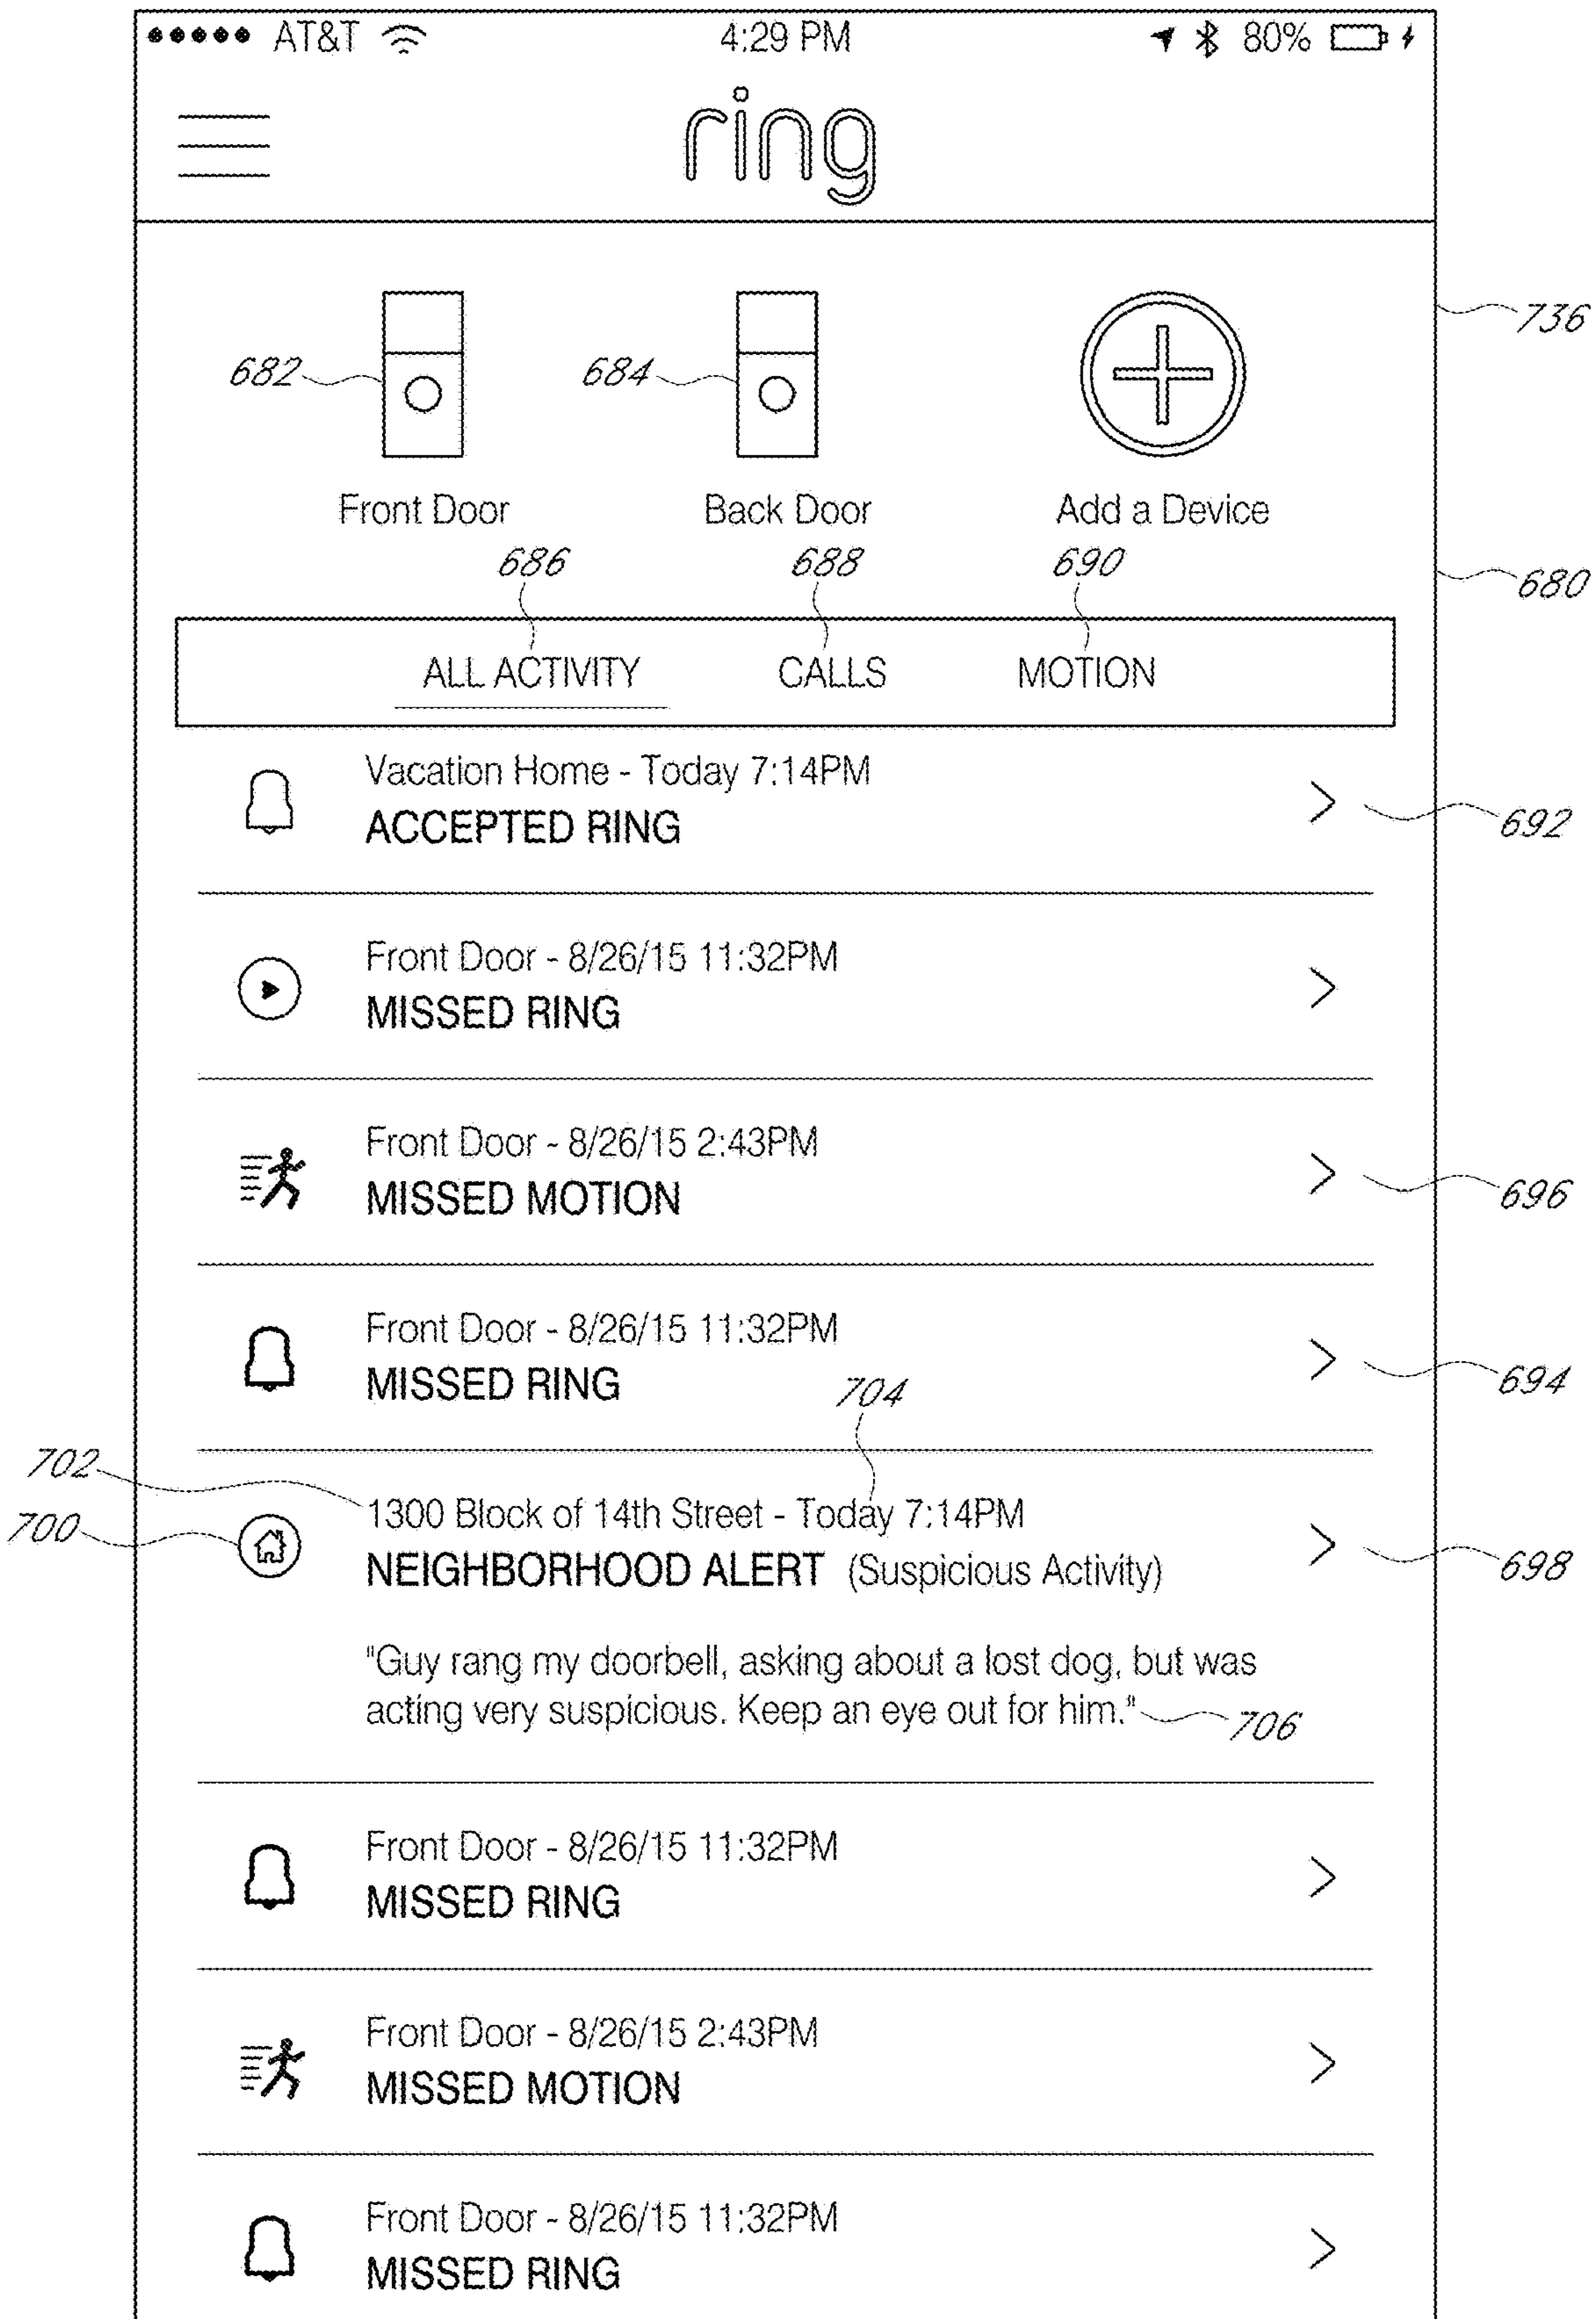 AT&T 4:29 PM 80%
ring
736
682 684
Front Door Back Door Add a Device
686 688 690
680
ALL ACTIVITY CALLS MOTION
Vacation Home - Today 7:14PM
ACCEPTED RING
692
Front Door - 8/26/15 11:32PM
MISSED RING
Front Door - 8/26/15 2:43PM
MISSED MOTION
696
Front Door - 8/26/15 11:32PM
MISSED RING
694
704
702
1300 Block of 14th Street - Today 7:14PM
700
NEIGHBORHOOD ALERT (Suspicious Activity)
698
"Guy rang my doorbell, asking about a lost dog, but was
acting very suspicious. Keep an eye out for him."
706
Front Door - 8/26/15 11:32PM
MISSED RING
Front Door - 8/26/15 2:43PM
MISSED MOTION
Front Door - 8/26/15 11:32PM
MISSED RING